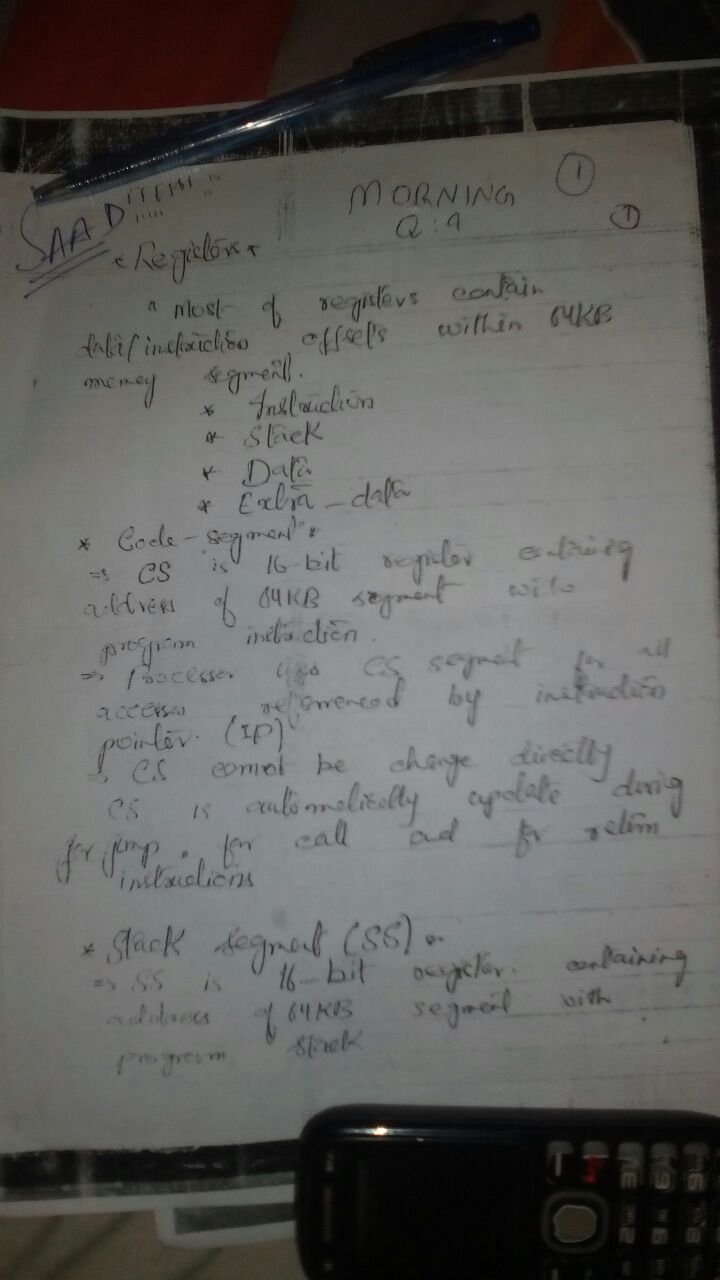 SAAD
MORNING
1
Q:1
1
* Registers *
" Most of registers contain
data/instruction offsets within 64KB
memory segment.
* Instruction
* Stack
* Data
* Extra-data
* Code-segment:
⇒ CS is 16-bit register containing
address of 64KB segment with
program instruction.
⇒ Processor uses CS segment for all
accesses referenced by instruction
pointer (IP)
⇒ CS cannot be change directly
CS is automatically update during
for jump, for call and for return
instructions
* Stack segment (SS)
⇒ SS is 16-bit register containing
address of 64KB segment with
program stack